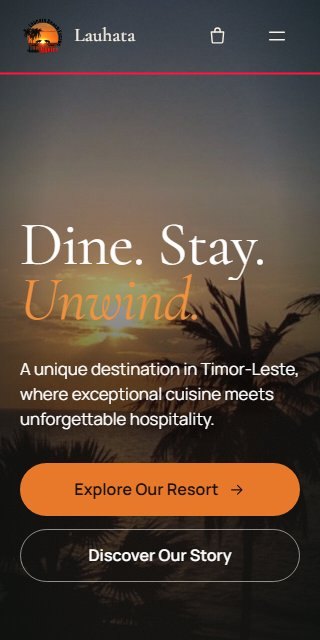 Lauhata
Dine. Stay.
Unwind.
A unique destination in Timor-Leste,
where exceptional cuisine meets
unforgettable hospitality.
Explore Our Resort →
Discover Our Story